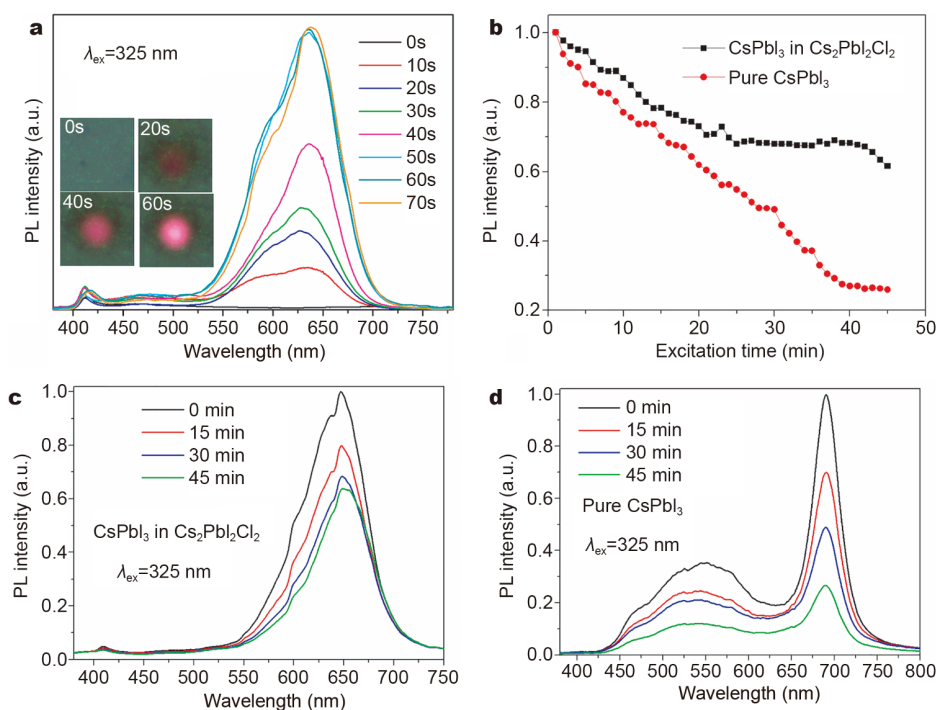 a
λex=325 nm
0s
10s
20s
30s
40s
50s
60s
70s
0s
20s
40s
60s
PL intensity (a.u.)
400 450 500 550 600 650 700 750
Wavelength (nm)
b
CsPbI₃ in Cs₂PbI₂Cl₂
Pure CsPbI₃
PL intensity (a.u.)
1.0
0.8
0.6
0.4
0.2
0 10 20 30 40 50
Excitation time (min)
c
0 min
15 min
30 min
45 min
CsPbI₃ in Cs₂PbI₂Cl₂
λex=325 nm
PL intensity (a.u.)
1.0
0.8
0.6
0.4
0.2
0.0
400 450 500 550 600 650 700 750
Wavelength (nm)
d
0 min
15 min
30 min
45 min
Pure CsPbI₃
λex=325 nm
PL intensity (a.u.)
1.0
0.8
0.6
0.4
0.2
0.0
400 450 500 550 600 650 700 750 800
Wavelength (nm)